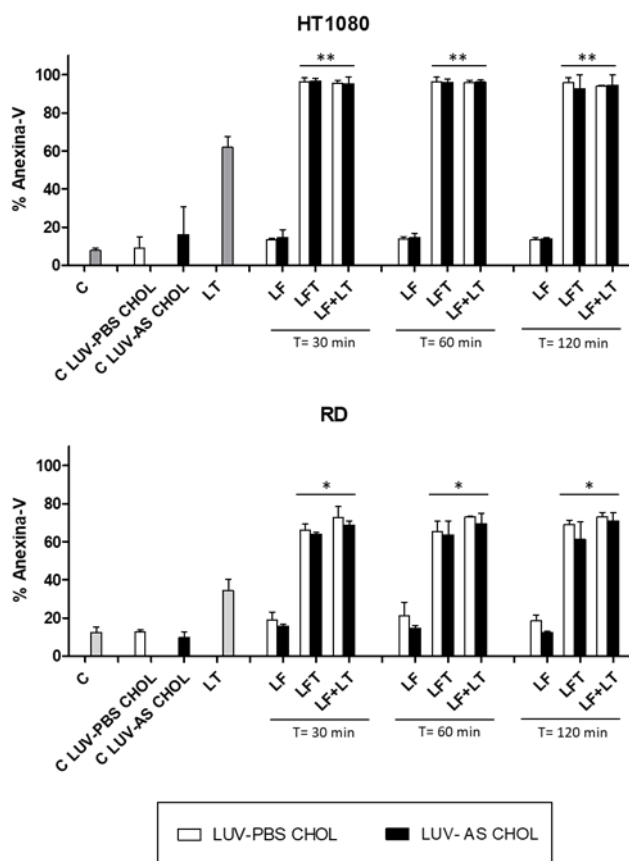 HT1080
**
**
**
100
80
60
40
20
0
% Anexina-V
C
C LUV-PBS CHOL
C LUV-AS CHOL
LT
LF
LFT
LF+LT
LF
LFT
LF+LT
LF
LFT
LF+LT
T= 30 min
T= 60 min
T= 120 min
RD
*
*
*
100
80
60
40
20
0
% Anexina-V
C
C LUV-PBS CHOL
C LUV-AS CHOL
LT
LF
LFT
LF+LT
LF
LFT
LF+LT
LF
LFT
LF+LT
T= 30 min
T= 60 min
T= 120 min
LUV-PBS CHOL LUV- AS CHOL